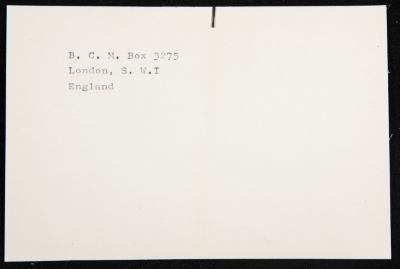 B. C. M. Box 3275
London, S. W.I
England